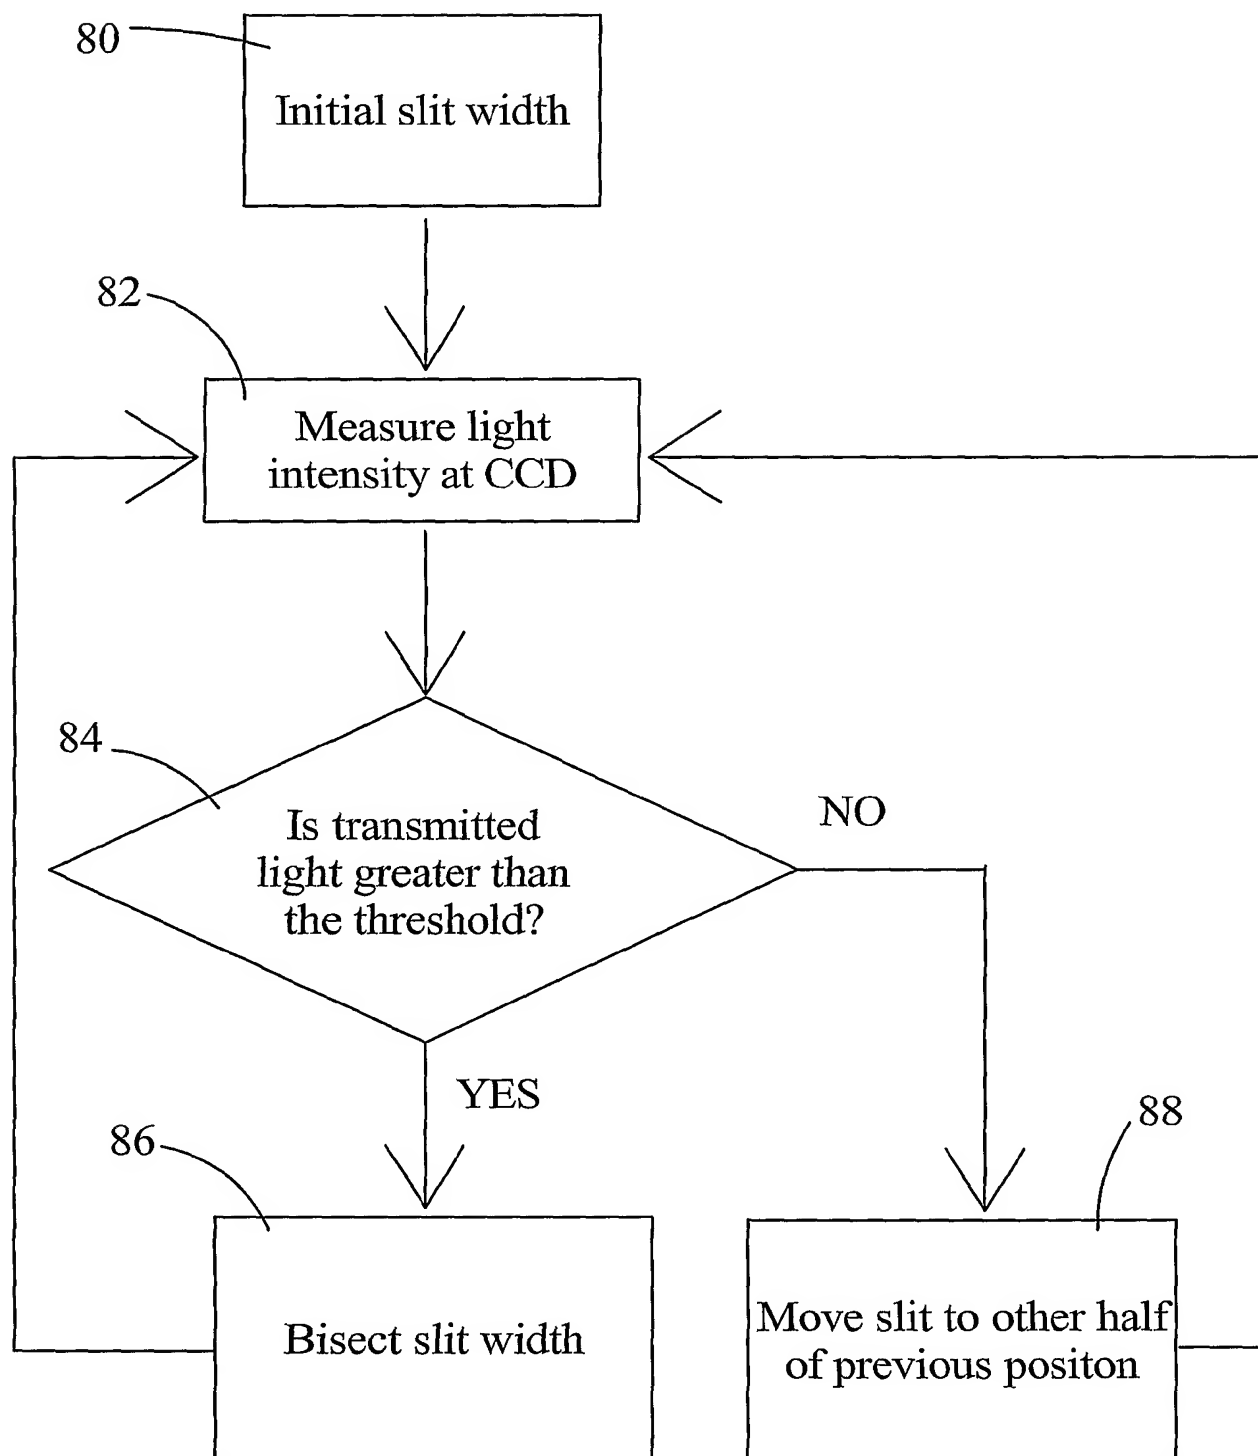 80
Initial slit width
82
Measure light
intensity at CCD
84
Is transmitted
light greater than
the threshold?
NO
YES
86
88
Bisect slit width
Move slit to other half
of previous positon